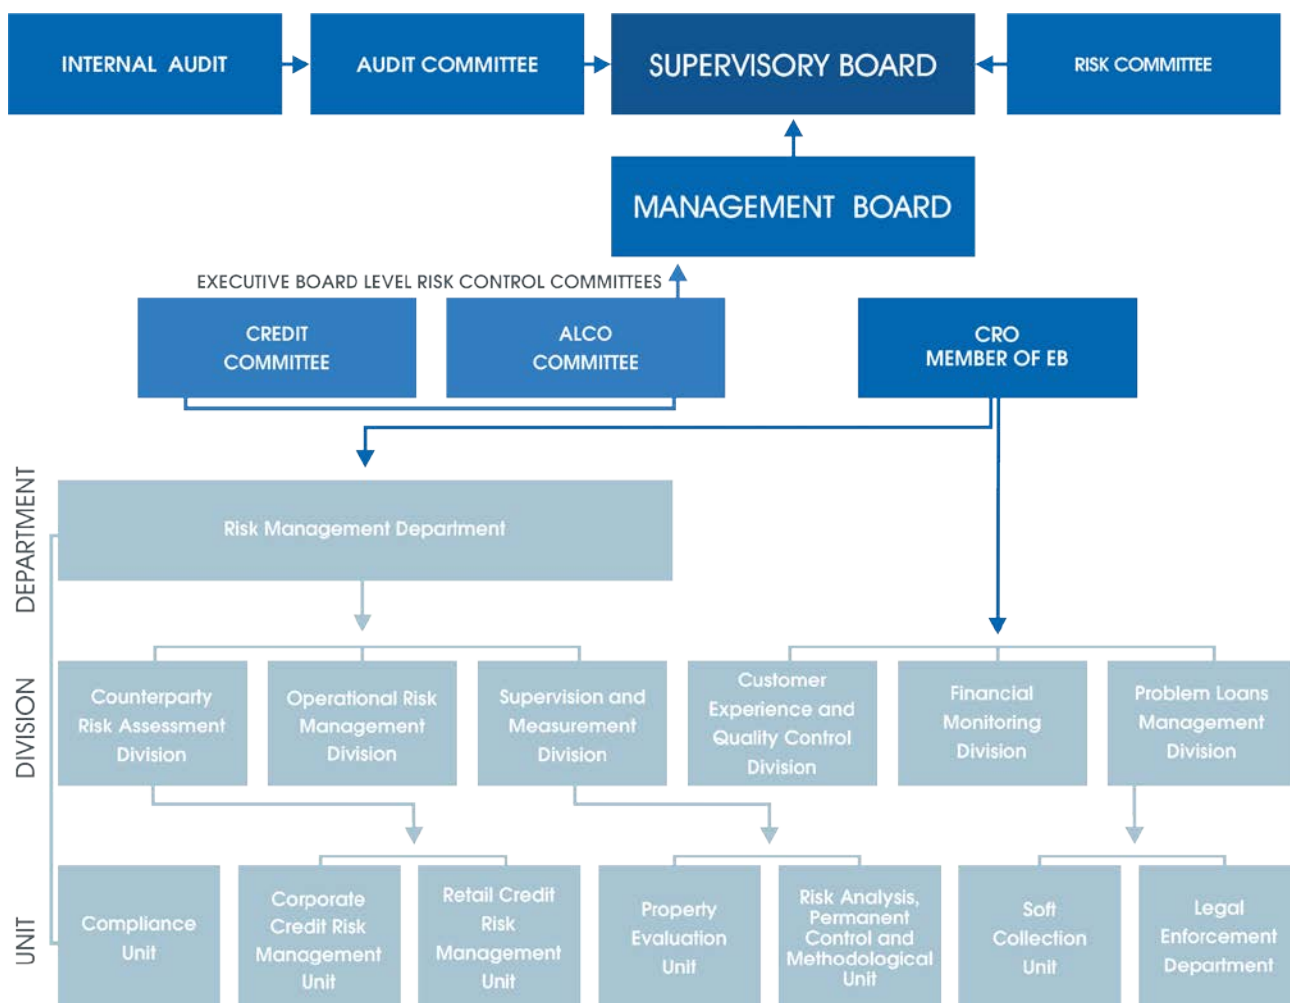 INTERNAL AUDIT
AUDIT COMMITTEE
SUPERVISORY BOARD
RISK COMMITTEE
MANAGEMENT BOARD
EXECUTIVE BOARD LEVEL RISK CONTROL COMMITTEES
CREDIT
COMMITTEE
ALCO
COMMITTEE
CRO
MEMBER OF EB
DEPARTMENT
Risk Management Department
DIVISION
Counterparty
Risk Assessment
Division
Operational Risk
Management
Division
Supervision and
Measurement
Division
Customer
Experience and
Quality Control
Division
Financial
Monitoring
Division
Problem Loans
Management
Division
UNIT
Compliance
Unit
Corporate
Credit Risk
Management
Unit
Retail Credit
Risk
Management
Unit
Property
Evaluation
Unit
Risk Analysis,
Permanent
Control and
Methodological
Unit
Soft
Collection
Unit
Legal
Enforcement
Department